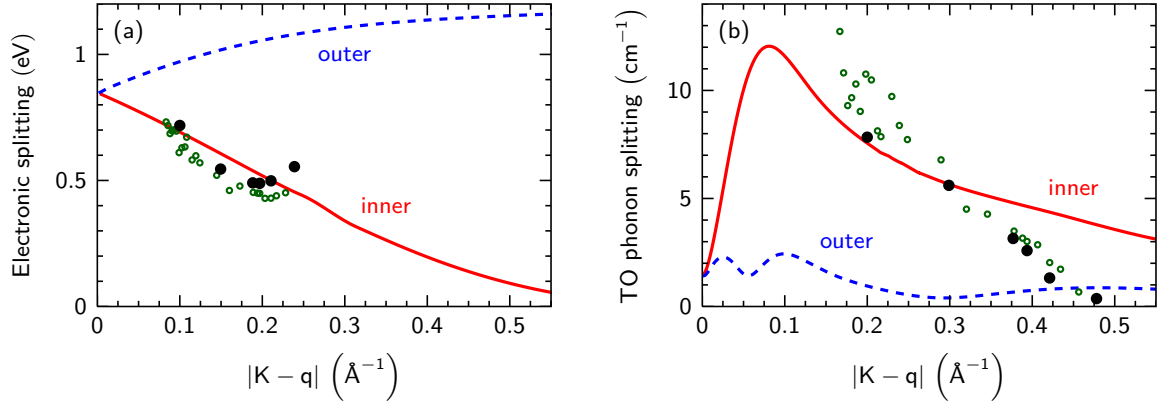 (a)
Electronic splitting (eV)
1
0.5
0
outer
inner
0 0.1 0.2 0.3 0.4 0.5
|K − q| (Å⁻¹)
(b)
TO phonon splitting (cm⁻¹)
10
5
0
inner
outer
0 0.1 0.2 0.3 0.4 0.5
|K − q| (Å⁻¹)